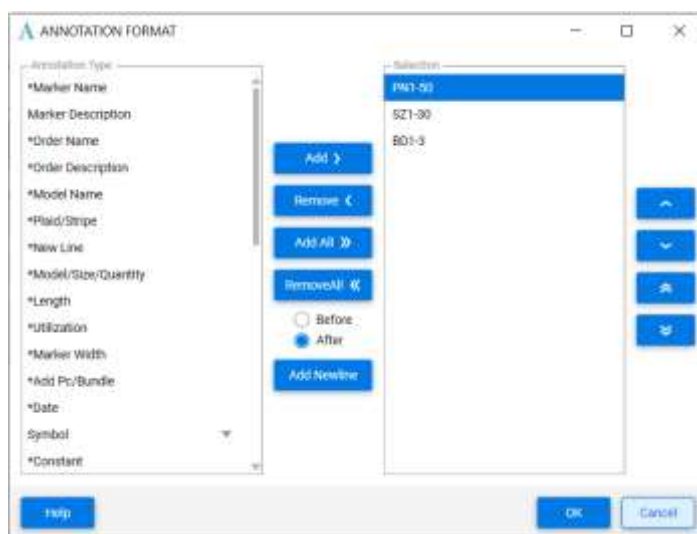 ANNOTATION FORMAT
Annotation Type
*Marker Name
Marker Description
*Order Name
*Order Description
*Model Name
*Plaid/Stripe
*New Line
*Model/Size/Quantity
*Length
*Utilization
*Marker Width
*Add Pc/Bundle
*Date
Symbol
*Constant
Add
Remove
Add All
RemoveAll
Before
After
Add Newline
Selection
PN1-50
SZ1-30
BD1-3
Help
OK
Cancel